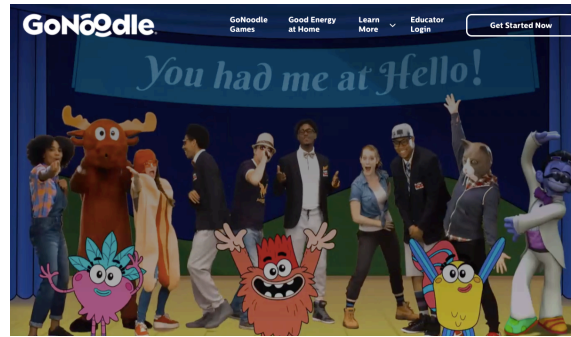 GoNoodle
GoNoodle Games
Good Energy at Home
Learn More
Educator Login
Get Started Now
You had me at Hello!